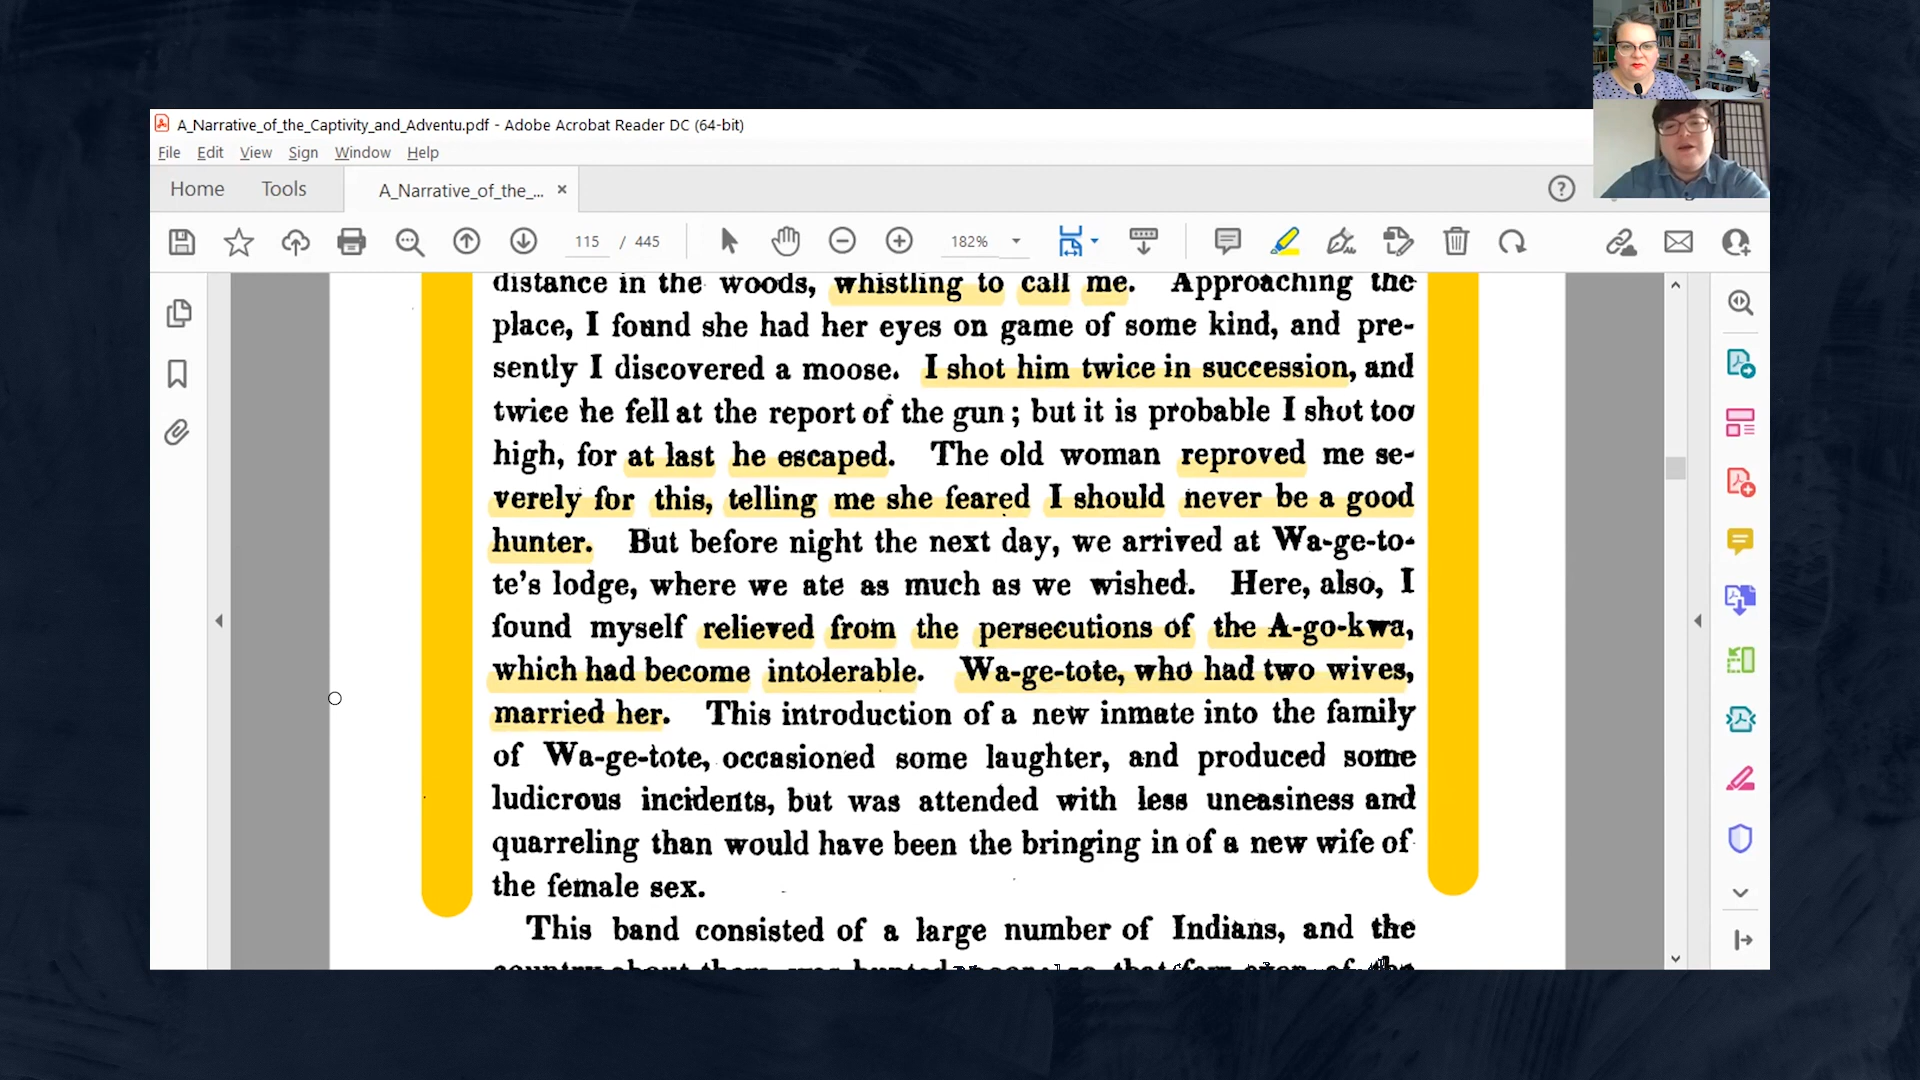 A_Narrative_of_the_Captivity_and_Adventu.pdf - Adobe Acrobat Reader DC (64-bit)
File Edit View Sign Window Help
Home Tools A_Narrative_of_the_... ×
115 / 445 182%
distance in the woods, whistling to call me. Approaching the
place, I found she had her eyes on game of some kind, and pre-
sently I discovered a moose. I shot him twice in succession, and
twice he fell at the report of the gun; but it is probable I shot too
high, for at last he escaped. The old woman reproved me se-
verely for this, telling me she feared I should never be a good
hunter. But before night the next day, we arrived at Wa-ge-to-
te's lodge, where we ate as much as we wished. Here, also, I
found myself relieved from the persecutions of the A-go-kwa,
which had become intolerable. Wa-ge-tote, who had two wives,
married her. This introduction of a new inmate into the family
of Wa-ge-tote, occasioned some laughter, and produced some
ludicrous incidents, but was attended with less uneasiness and
quarreling than would have been the bringing in of a new wife of
the female sex.
This band consisted of a large number of Indians, and the